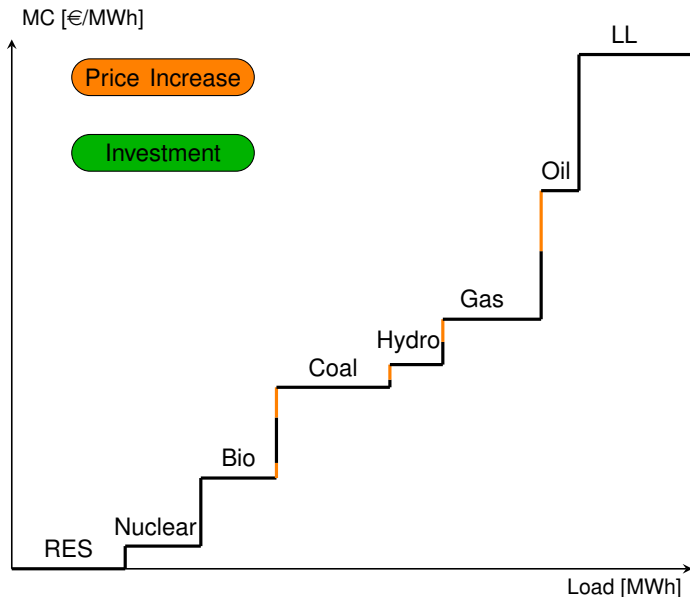 MC [€/MWh]
LL
Price Increase
Investment
Oil
Gas
Hydro
Coal
Bio
Nuclear
RES
Load [MWh]